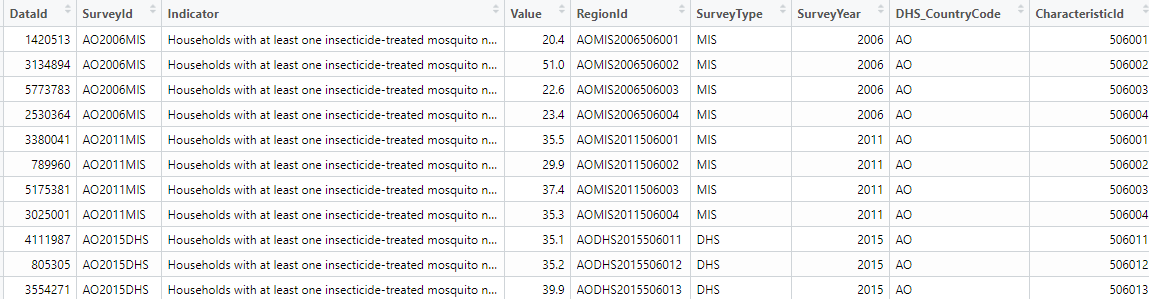 DataId SurveyId Indicator Value RegionId SurveyType SurveyYear DHS_CountryCode CharacteristicId
1420513 AO2006MIS Households with at least one insecticide-treated mosquito n... 20.4 AOMIS2006506001 MIS 2006 AO 506001
3134894 AO2006MIS Households with at least one insecticide-treated mosquito n... 51.0 AOMIS2006506002 MIS 2006 AO 506002
5773783 AO2006MIS Households with at least one insecticide-treated mosquito n... 22.6 AOMIS2006506003 MIS 2006 AO 506003
2530364 AO2006MIS Households with at least one insecticide-treated mosquito n... 23.4 AOMIS2006506004 MIS 2006 AO 506004
3380041 AO2011MIS Households with at least one insecticide-treated mosquito n... 35.5 AOMIS2011506001 MIS 2011 AO 506001
789960 AO2011MIS Households with at least one insecticide-treated mosquito n... 29.9 AOMIS2011506002 MIS 2011 AO 506002
5175381 AO2011MIS Households with at least one insecticide-treated mosquito n... 37.4 AOMIS2011506003 MIS 2011 AO 506003
3025001 AO2011MIS Households with at least one insecticide-treated mosquito n... 35.3 AOMIS2011506004 MIS 2011 AO 506004
4111987 AO2015DHS Households with at least one insecticide-treated mosquito n... 35.1 AODHS2015506011 DHS 2015 AO 506011
805305 AO2015DHS Households with at least one insecticide-treated mosquito n... 35.2 AODHS2015506012 DHS 2015 AO 506012
3554271 AO2015DHS Households with at least one insecticide-treated mosquito n... 39.9 AODHS2015506013 DHS 2015 AO 506013